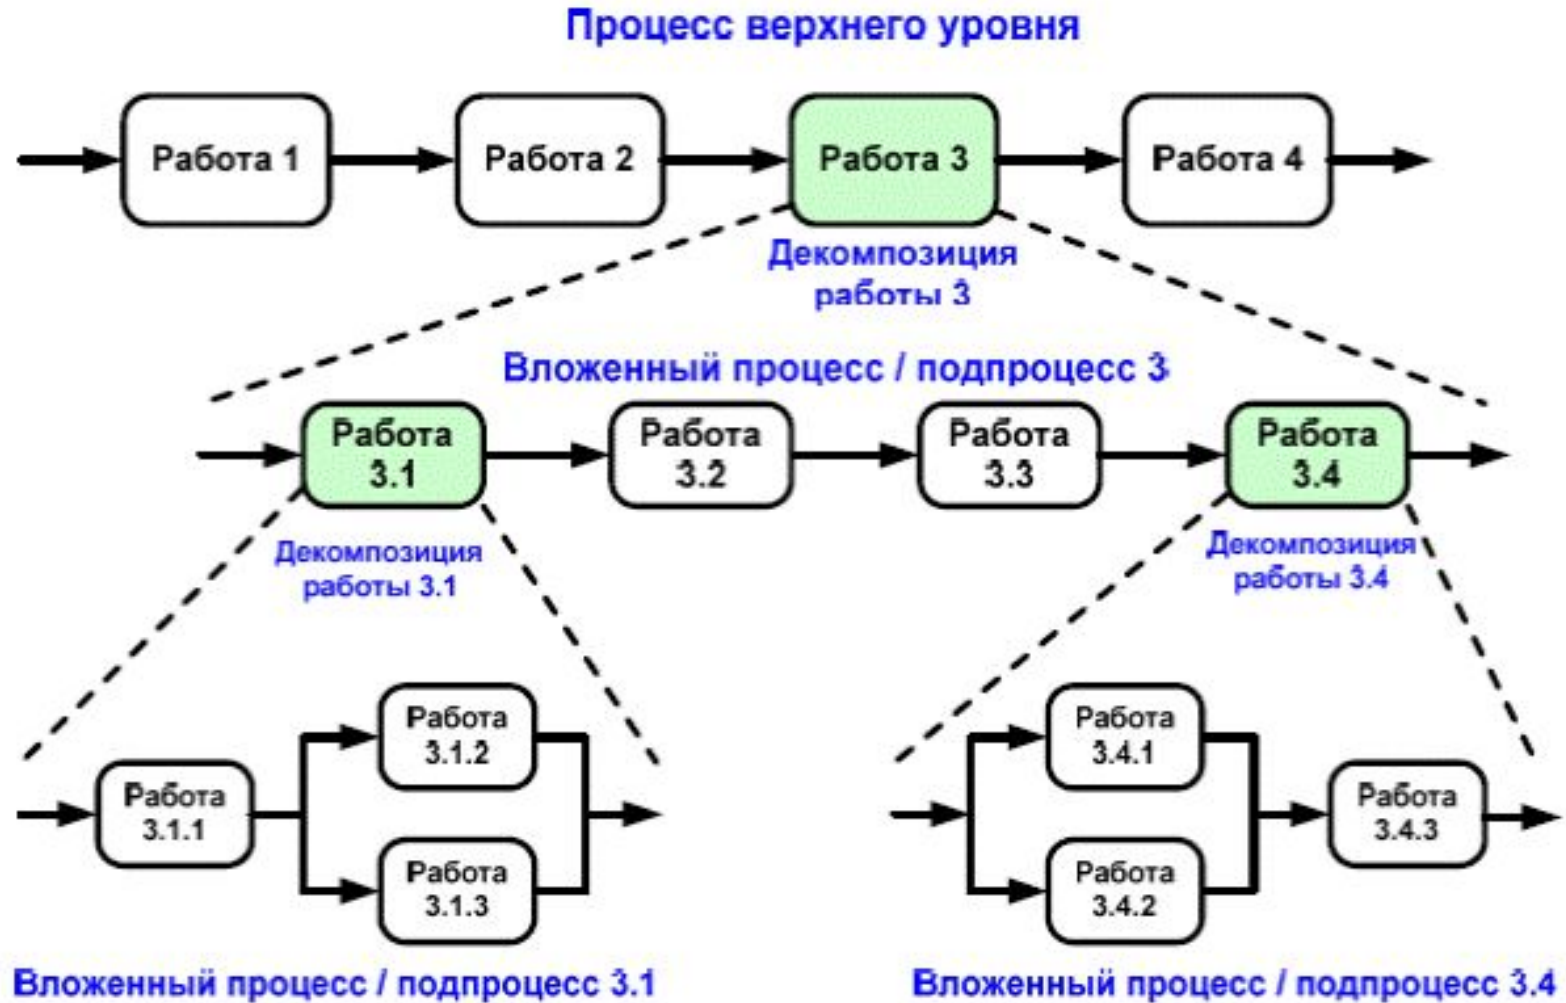 Процесс верхнего уровня
Работа 1
Работа 2
Работа 3
Работа 4
Декомпозиция
работы 3
Вложенный процесс / подпроцесс 3
Работа
3.1
Работа
3.2
Работа
3.3
Работа
3.4
Декомпозиция
работы 3.1
Декомпозиция
работы 3.4
Работа
3.1.1
Работа
3.1.2
Работа
3.1.3
Работа
3.4.1
Работа
3.4.2
Работа
3.4.3
Вложенный процесс / подпроцесс 3.1
Вложенный процесс / подпроцесс 3.4